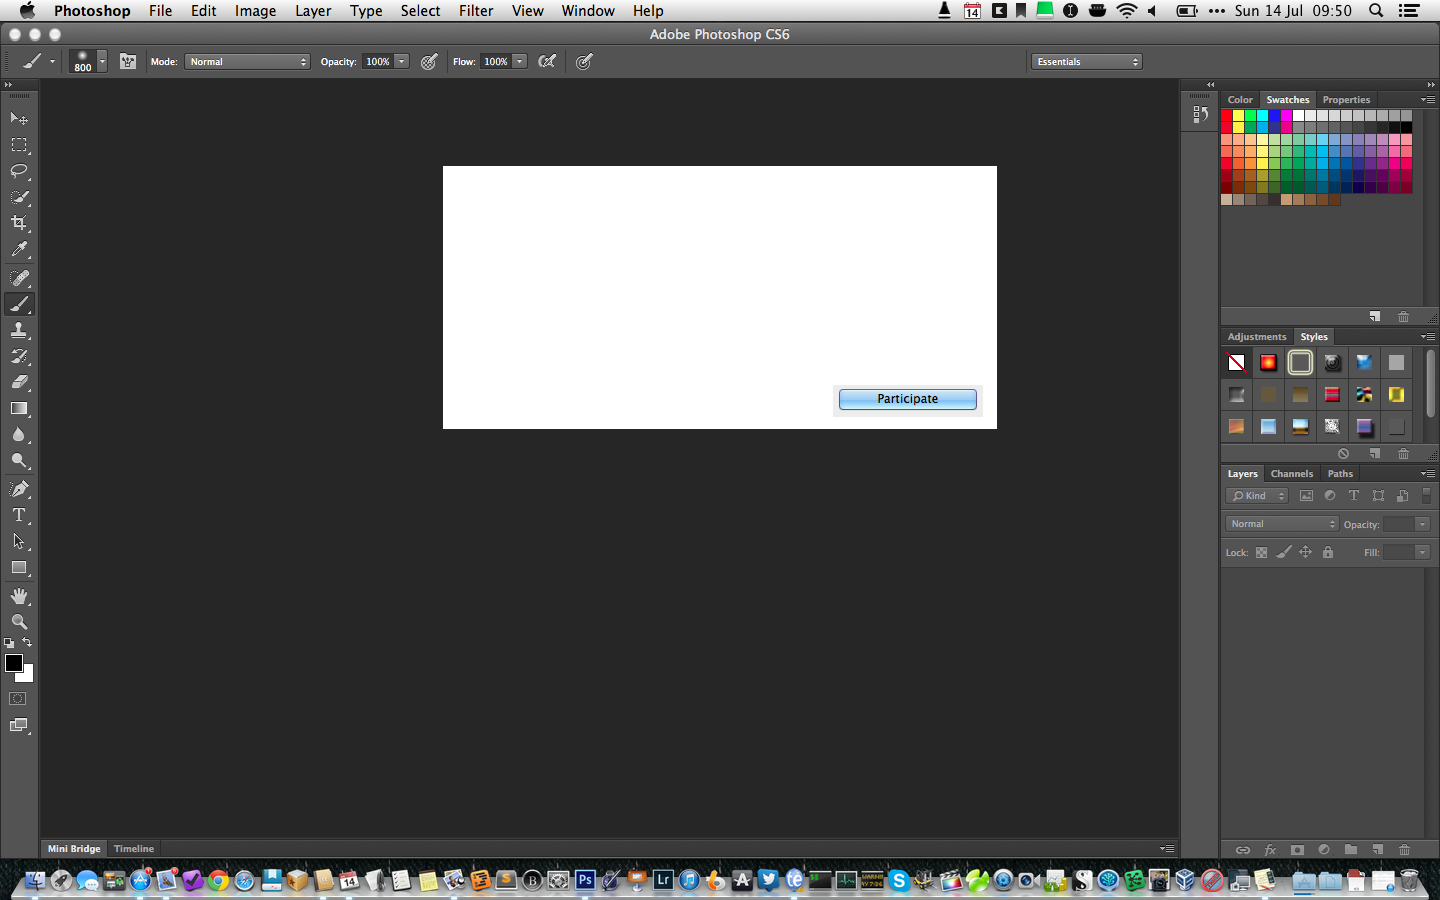 Photoshop File Edit Image Layer Type Select Filter View Window Help 14 Sun 14 Jul 09:50
Adobe Photoshop CS6
800 Mode: Normal Opacity: 100% Flow: 100% Essentials
Color Swatches Properties
Adjustments Styles
Participate
Layers Channels Paths
Kind T
Normal Opacity:
Lock: Fill:
T
fx
Mini Bridge Timeline
14 Ps Lr